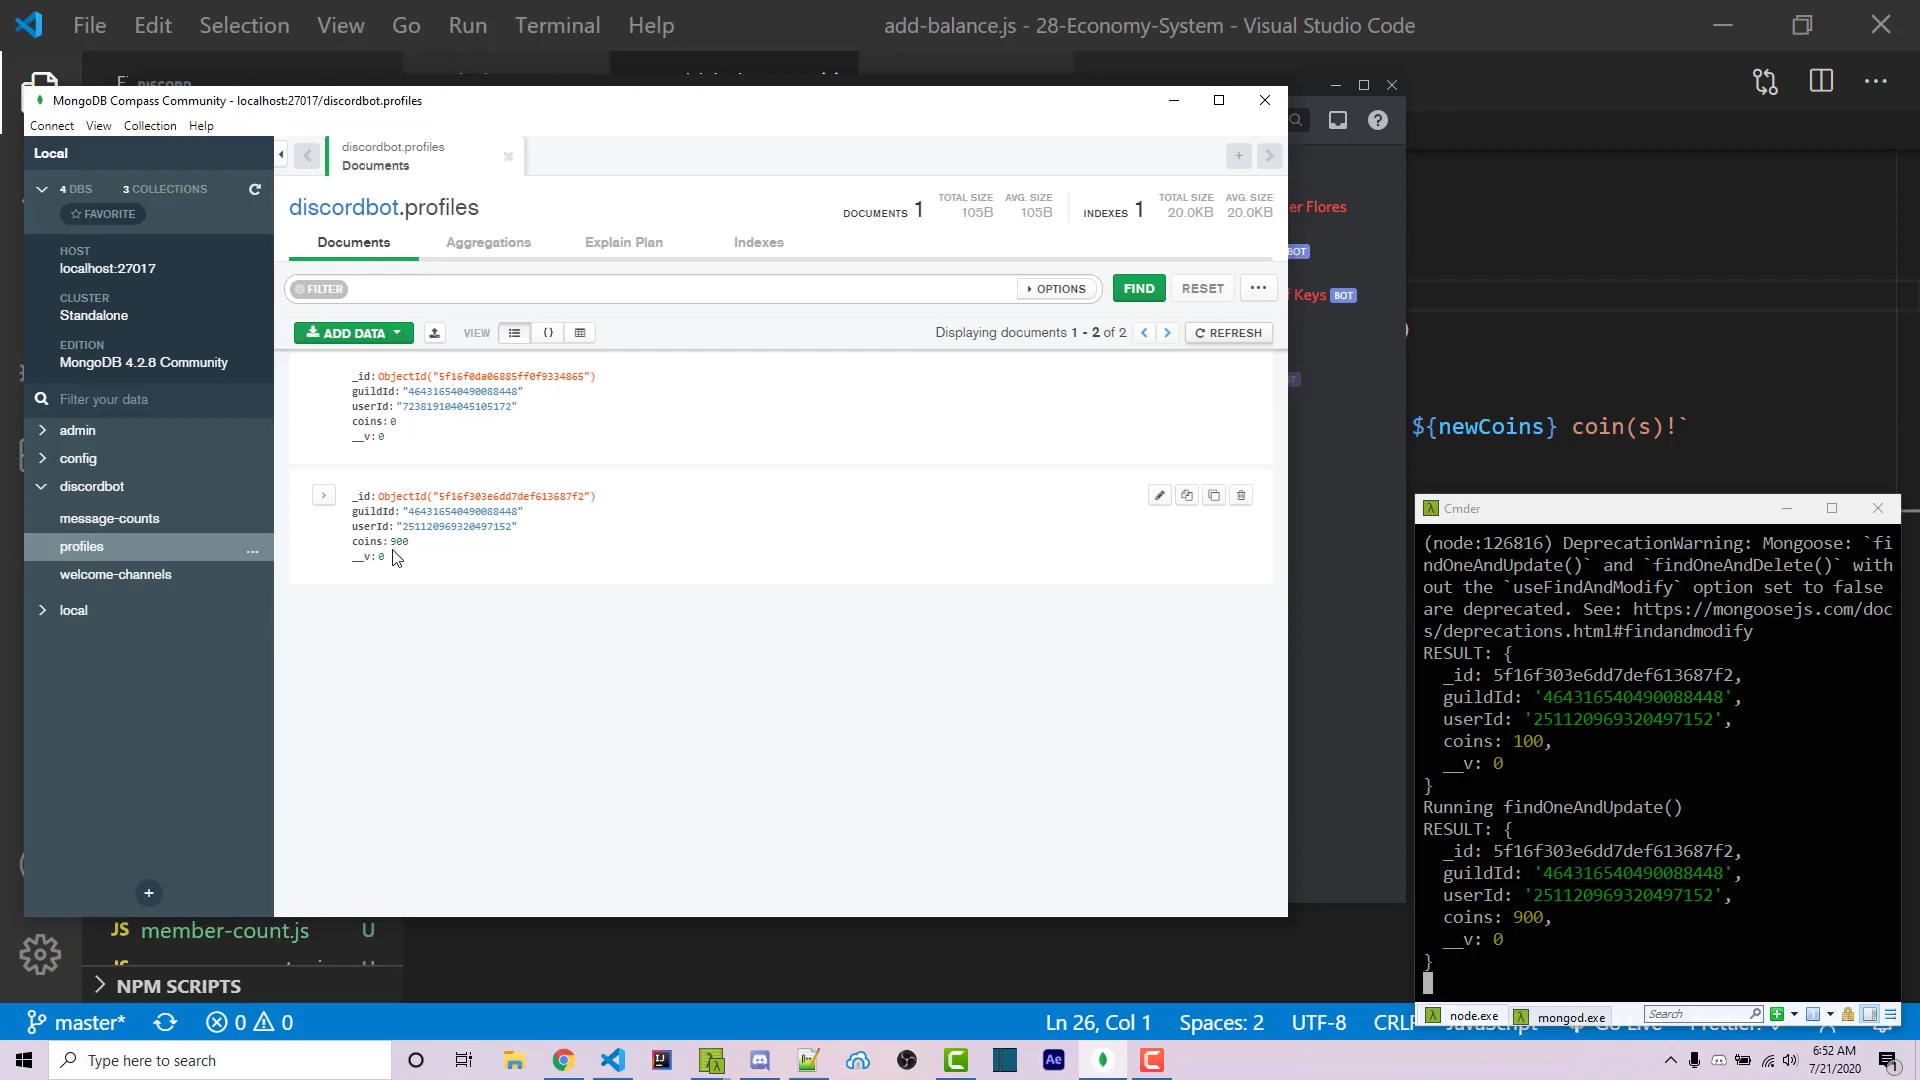 File Edit Selection View Go Run Terminal Help
add-balance.js - 28-Economy-System - Visual Studio Code
MongoDB Compass Community - localhost:27017/discordbot.profiles
Connect View Collection Help
Local
4 DBS 3 COLLECTIONS
FAVORITE
HOST
localhost:27017
CLUSTER
Standalone
EDITION
MongoDB 4.2.8 Community
Filter your data
admin
config
discordbot
message-counts
profiles
welcome-channels
local
discordbot.profiles
Documents
discordbot.profiles
DOCUMENTS 1
TOTAL SIZE
105B
AVG. SIZE
105B
INDEXES 1
TOTAL SIZE
20.0KB
AVG. SIZE
20.0KB
Documents Aggregations Explain Plan Indexes
FILTER
OPTIONS
FIND RESET
ADD DATA
VIEW
Displaying documents 1 - 2 of 2
REFRESH
_id: ObjectId("5f16f0da06885ff0f9334865")
guildId: "464316540490088448"
userId: "723819104045105172"
coins: 0
__v: 0
_id: ObjectId("5f16f303e6dd7def613687f2")
guildId: "464316540490088448"
userId: "251120969320497152"
coins: 900
__v: 0
er Flores
BOT
f Keys BOT
)
${newCoins} coin(s)!`
Cmder
(node:126816) DeprecationWarning: Mongoose: `fi
ndOneAndUpdate()` and `findOneAndDelete()` with
out the `useFindAndModify` option set to false
are deprecated. See: https://mongoosejs.com/doc
s/deprecations.html#findandmodify
RESULT: {
_id: 5f16f303e6dd7def613687f2,
guildId: '464316540490088448',
userId: '251120969320497152',
coins: 100,
__v: 0
}
Running findOneAndUpdate()
RESULT: {
_id: 5f16f303e6dd7def613687f2,
guildId: '464316540490088448',
userId: '251120969320497152',
coins: 900,
__v: 0
}
node.exe mongod.exe Search
JS member-count.js U
NPM SCRIPTS
master* 0 0
Ln 26, Col 1 Spaces: 2 UTF-8 CRLF
Type here to search
6:52 AM
7/21/2020